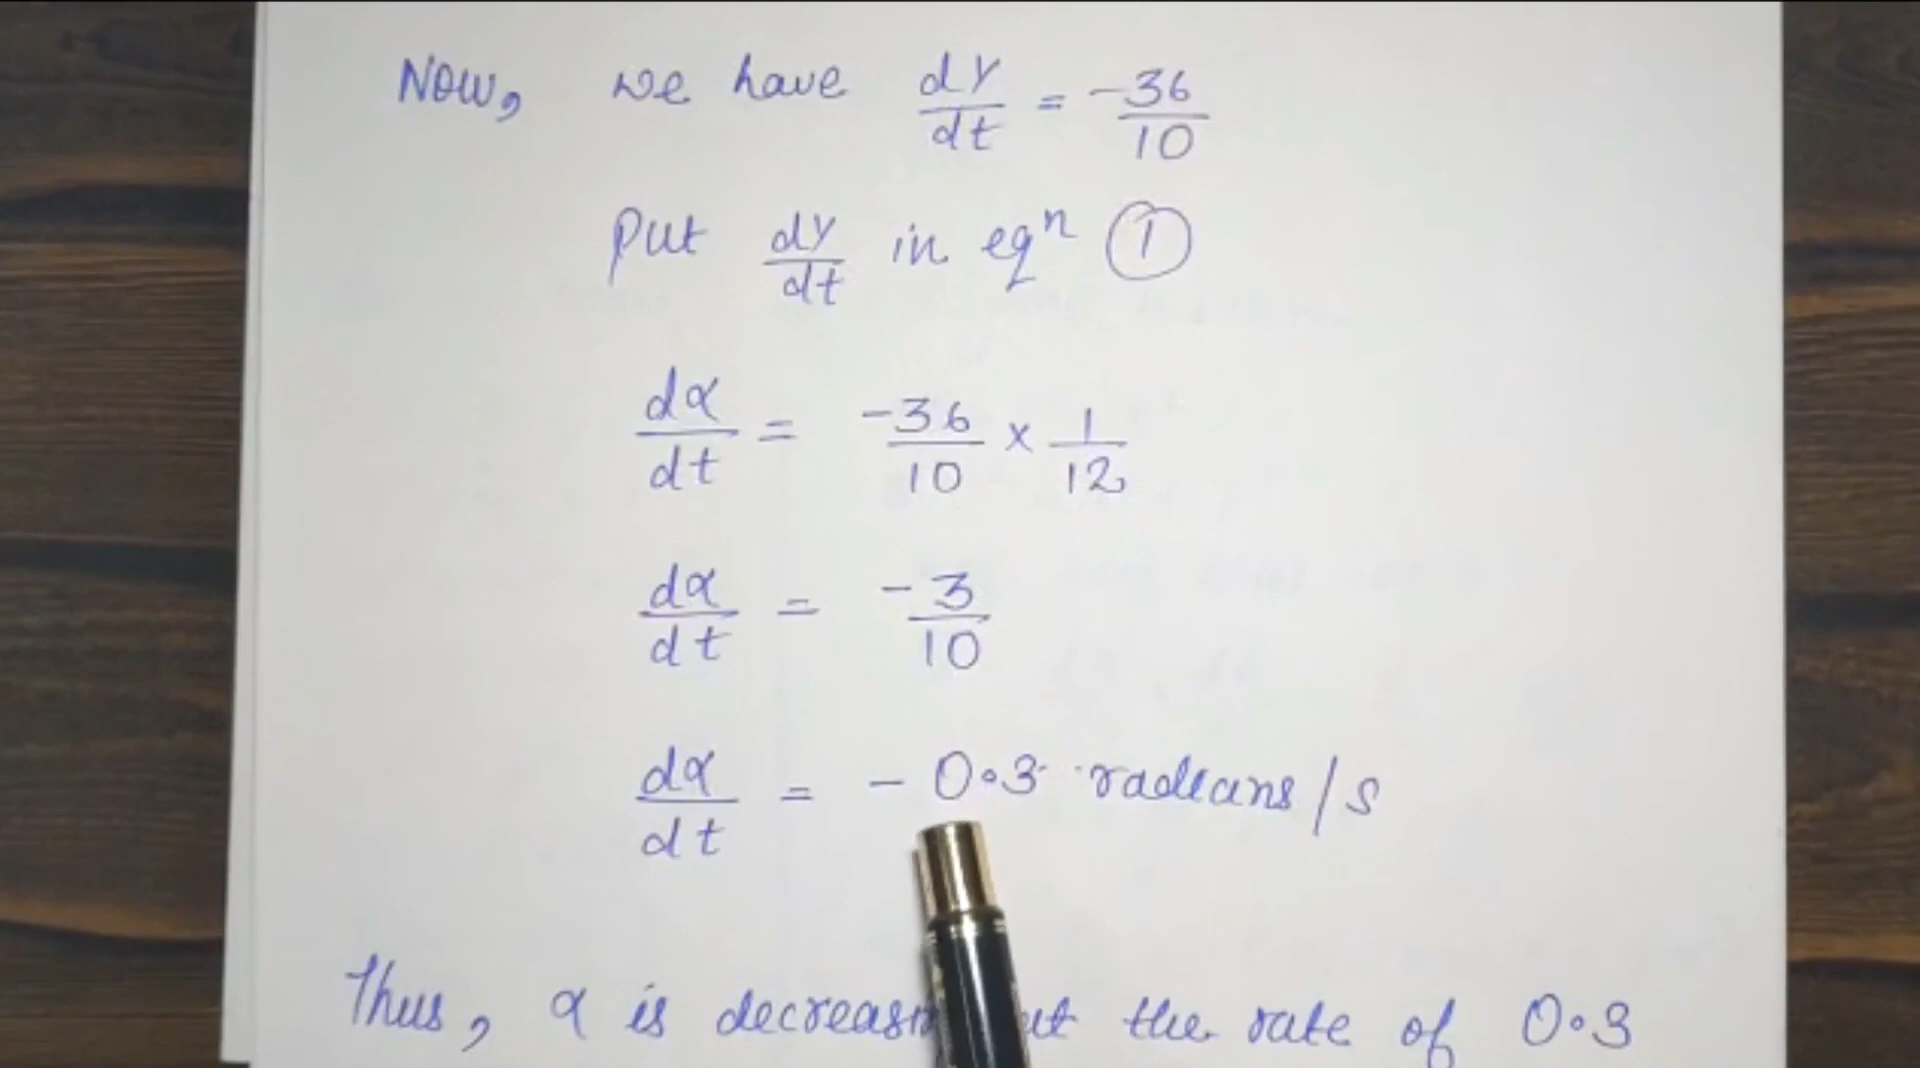 Now, we have dy/dt = -36/10
Put dy/dt in eqⁿ ①
dα/dt = -36/10 × 1/12
dα/dt = -3/10
dα/dt = - 0.3 radians/s
Thus, α is the rate of 0.3